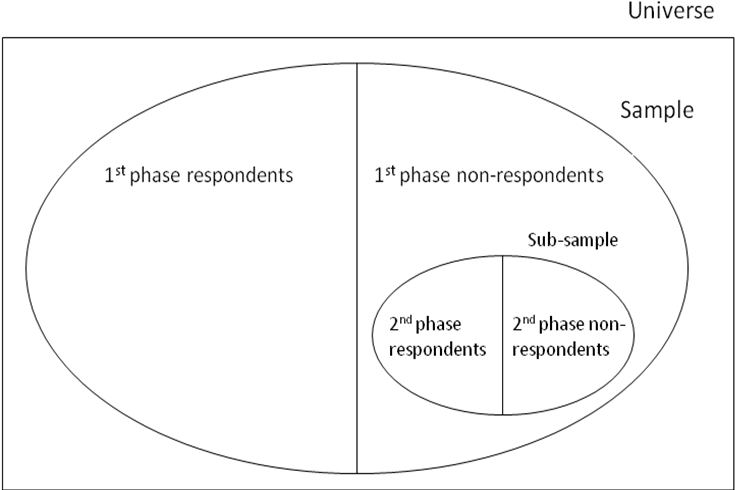 Universe
Sample
1st phase respondents
1st phase non-respondents
Sub-sample
2nd phase
respondents
2nd phase non-
respondents